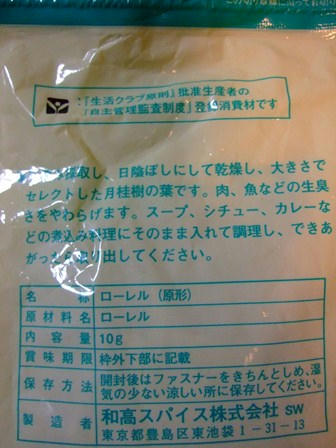 ：『生活クラブ原則』批准生産者の
『自主管理監査制度』登録消費材です
採取し、日陰ぼしにして乾燥し、大きさで
セレクトした月桂樹の葉です。肉、魚などの生臭
さをやわらげます。スープ、シチュー、カレーな
どの煮込み料理にそのまま入れて調理し、できあ
がったら取り出してください。
名 称 ローレル（原形）
原材料名 ローレル
内容量 10g
賞味期限 枠外下部に記載
保存方法 開封後はファスナーをきちんとしめ、湿
気の少ない涼しい所に保存してください。
製造者 和高スパイス株式会社 SW
東京都豊島区東池袋 1－31－13